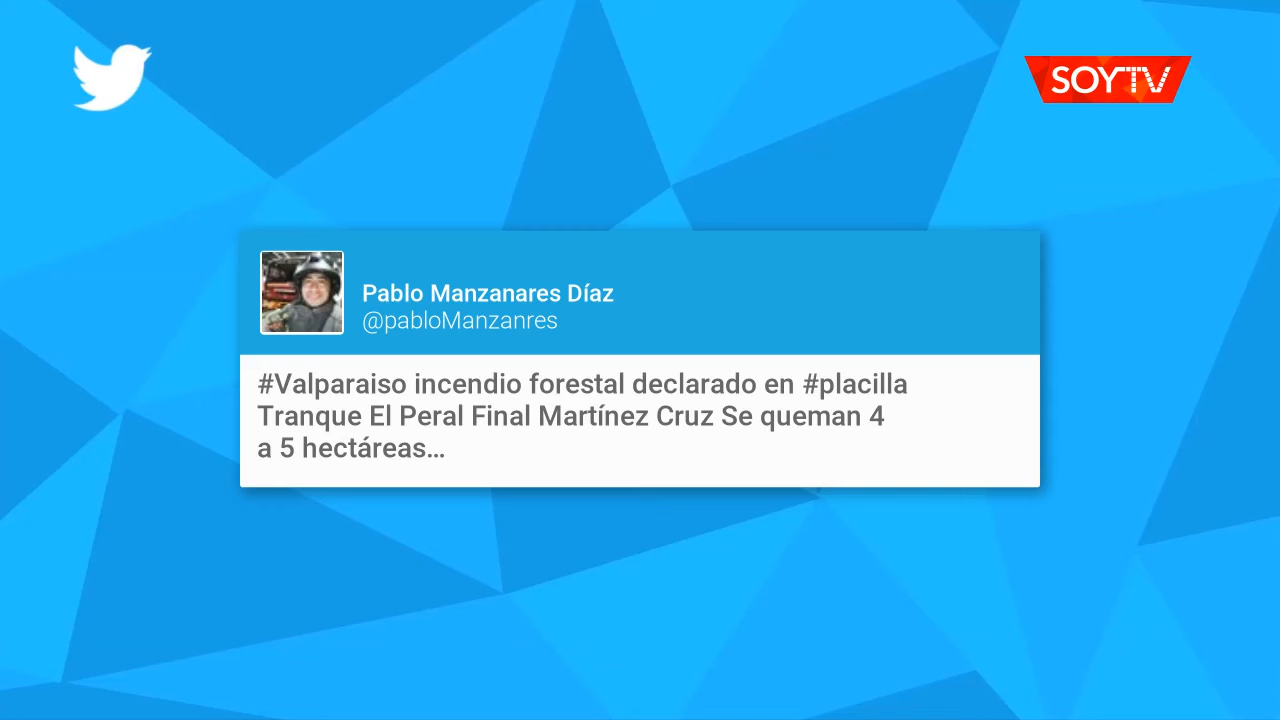 SOYTV
Pablo Manzanares Díaz
@pabloManzanres
#Valparaiso incendio forestal declarado en #placilla
Tranque El Peral Final Martínez Cruz Se queman 4
a 5 hectáreas...